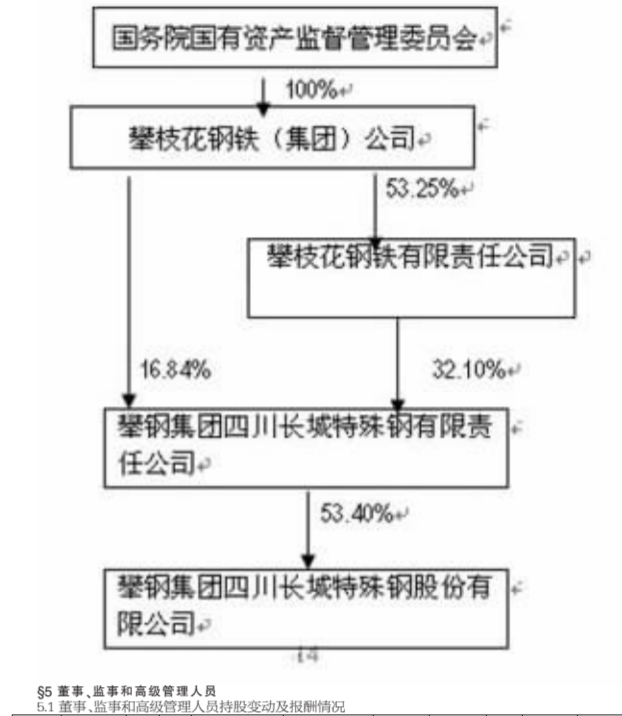 国务院国有资产监督管理委员会
100%
攀枝花钢铁（集团）公司
53.25%
攀枝花钢铁有限责任公司
16.84%
32.10%
攀钢集团四川长城特殊钢有限责
任公司
53.40%
攀钢集团四川长城特殊钢股份有
限公司
14
§5 董事、监事和高级管理人员
5.1 董事、监事和高级管理人员持股变动及报酬情况